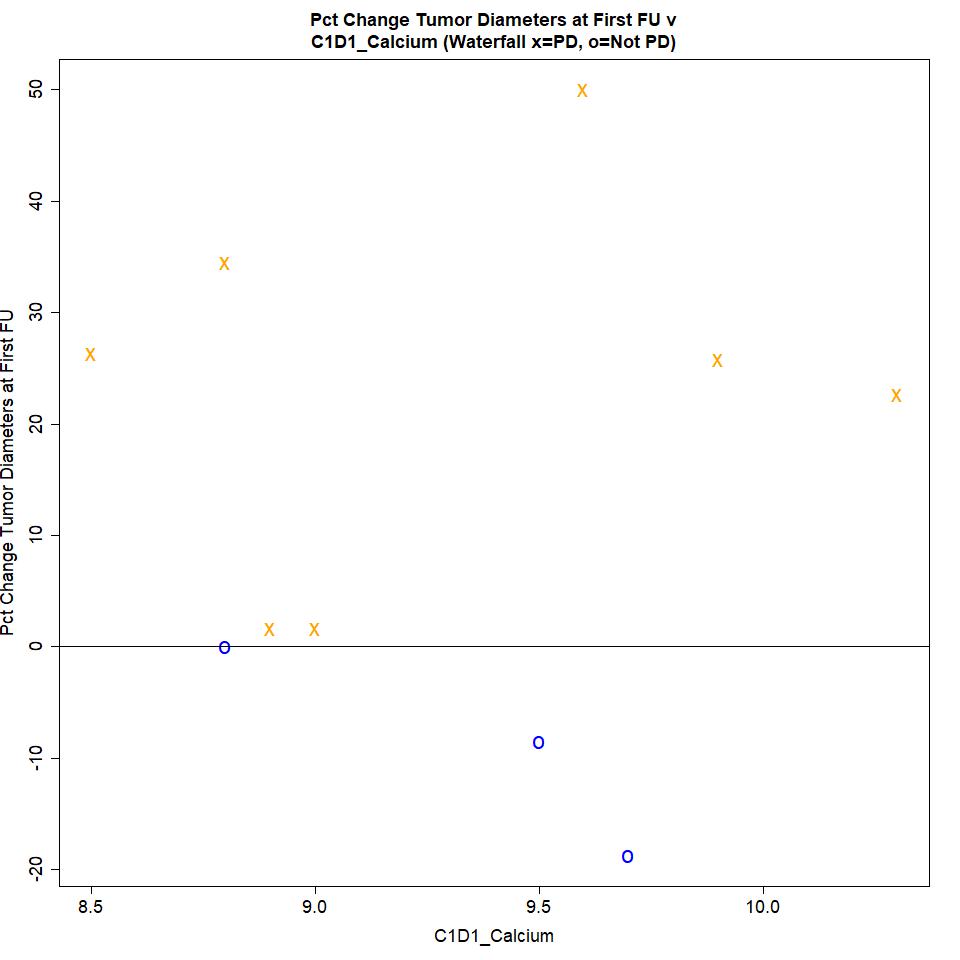 Pct Change Tumor Diameters at First FU v
C1D1_Calcium (Waterfall x=PD, o=Not PD)
Pct Change Tumor Diameters at First FU
50
40
30
20
10
0
-10
-20
X
X
X
X
X
X
X
O
O
O
8.5
9.0
9.5
10.0
C1D1_Calcium